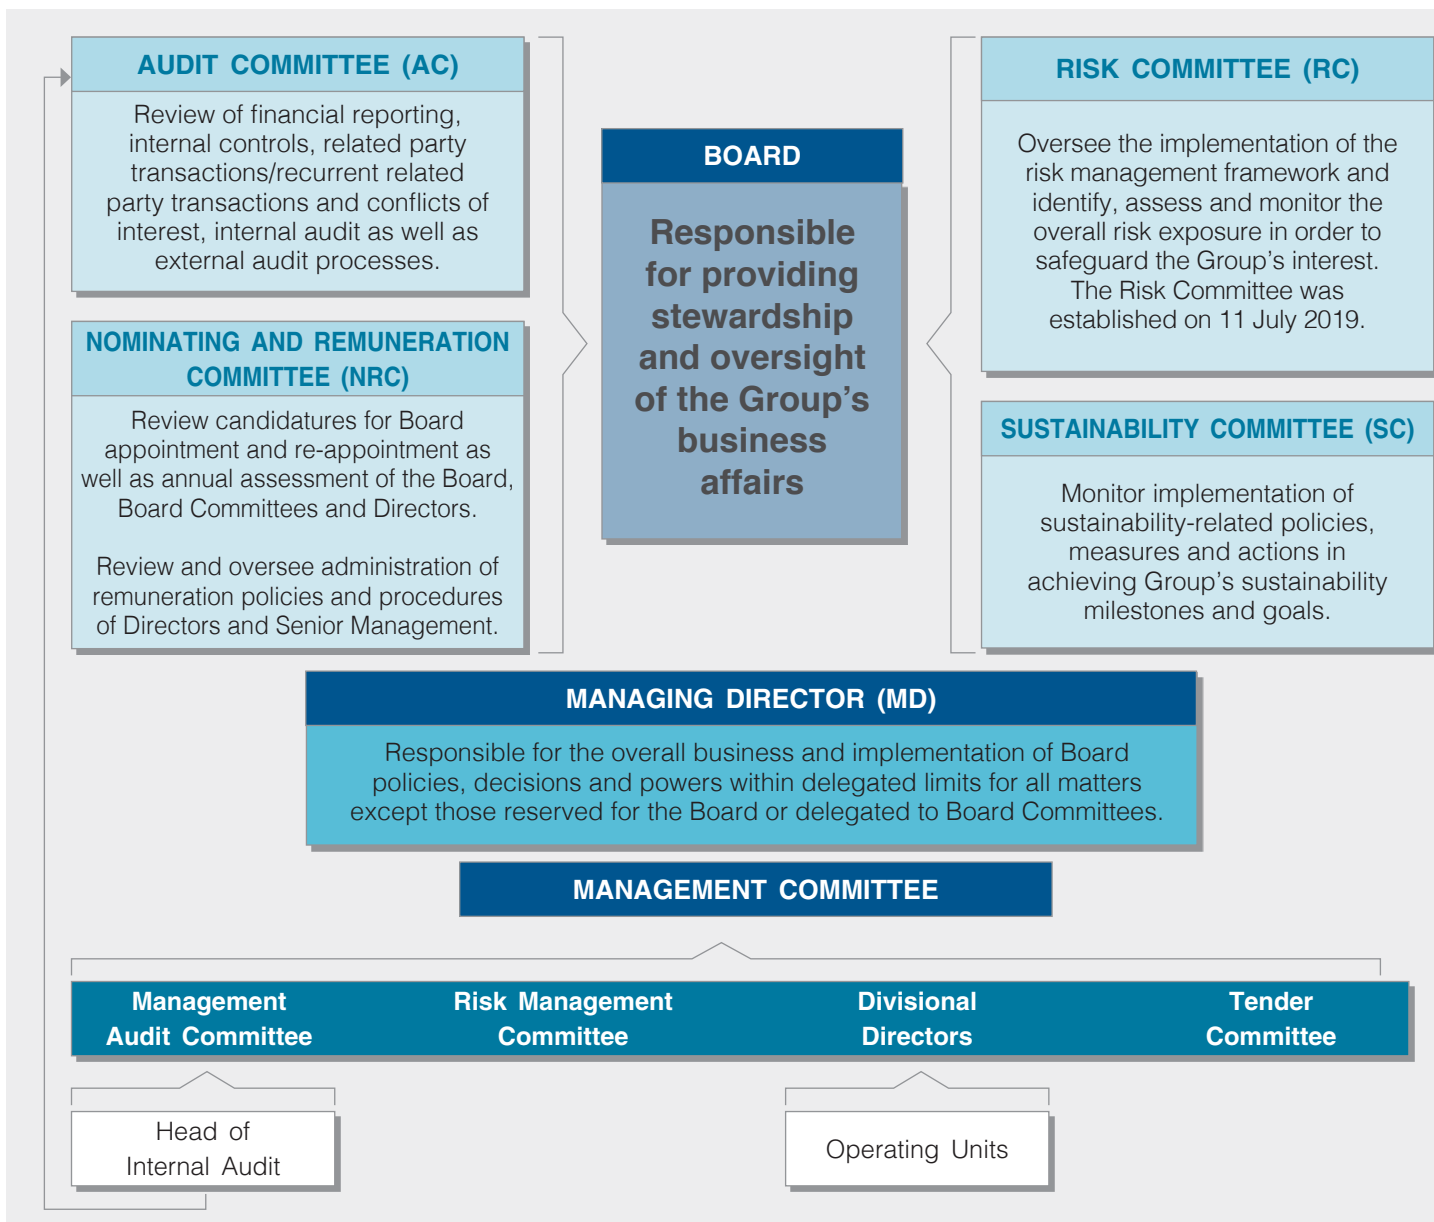 AUDIT COMMITTEE (AC)
Review of financial reporting,
internal controls, related party
transactions/recurrent related
party transactions and conflicts of
interest, internal audit as well as
external audit processes.
NOMINATING AND REMUNERATION
COMMITTEE (NRC)
Review candidatures for Board
appointment and re-appointment as
well as annual assessment of the Board,
Board Committees and Directors.
Review and oversee administration of
remuneration policies and procedures
of Directors and Senior Management.
BOARD
Responsible
for providing
stewardship
and oversight
of the Group's
business
affairs
RISK COMMITTEE (RC)
Oversee the implementation of the
risk management framework and
identify, assess and monitor the
overall risk exposure in order to
safeguard the Group's interest.
The Risk Committee was
established on 11 July 2019.
SUSTAINABILITY COMMITTEE (SC)
Monitor implementation of
sustainability-related policies,
measures and actions in
achieving Group's sustainability
milestones and goals.
MANAGING DIRECTOR (MD)
Responsible for the overall business and implementation of Board
policies, decisions and powers within delegated limits for all matters
except those reserved for the Board or delegated to Board Committees.
MANAGEMENT COMMITTEE
Management
Audit Committee
Risk Management
Committee
Divisional
Directors
Tender
Committee
Head of
Internal Audit
Operating Units